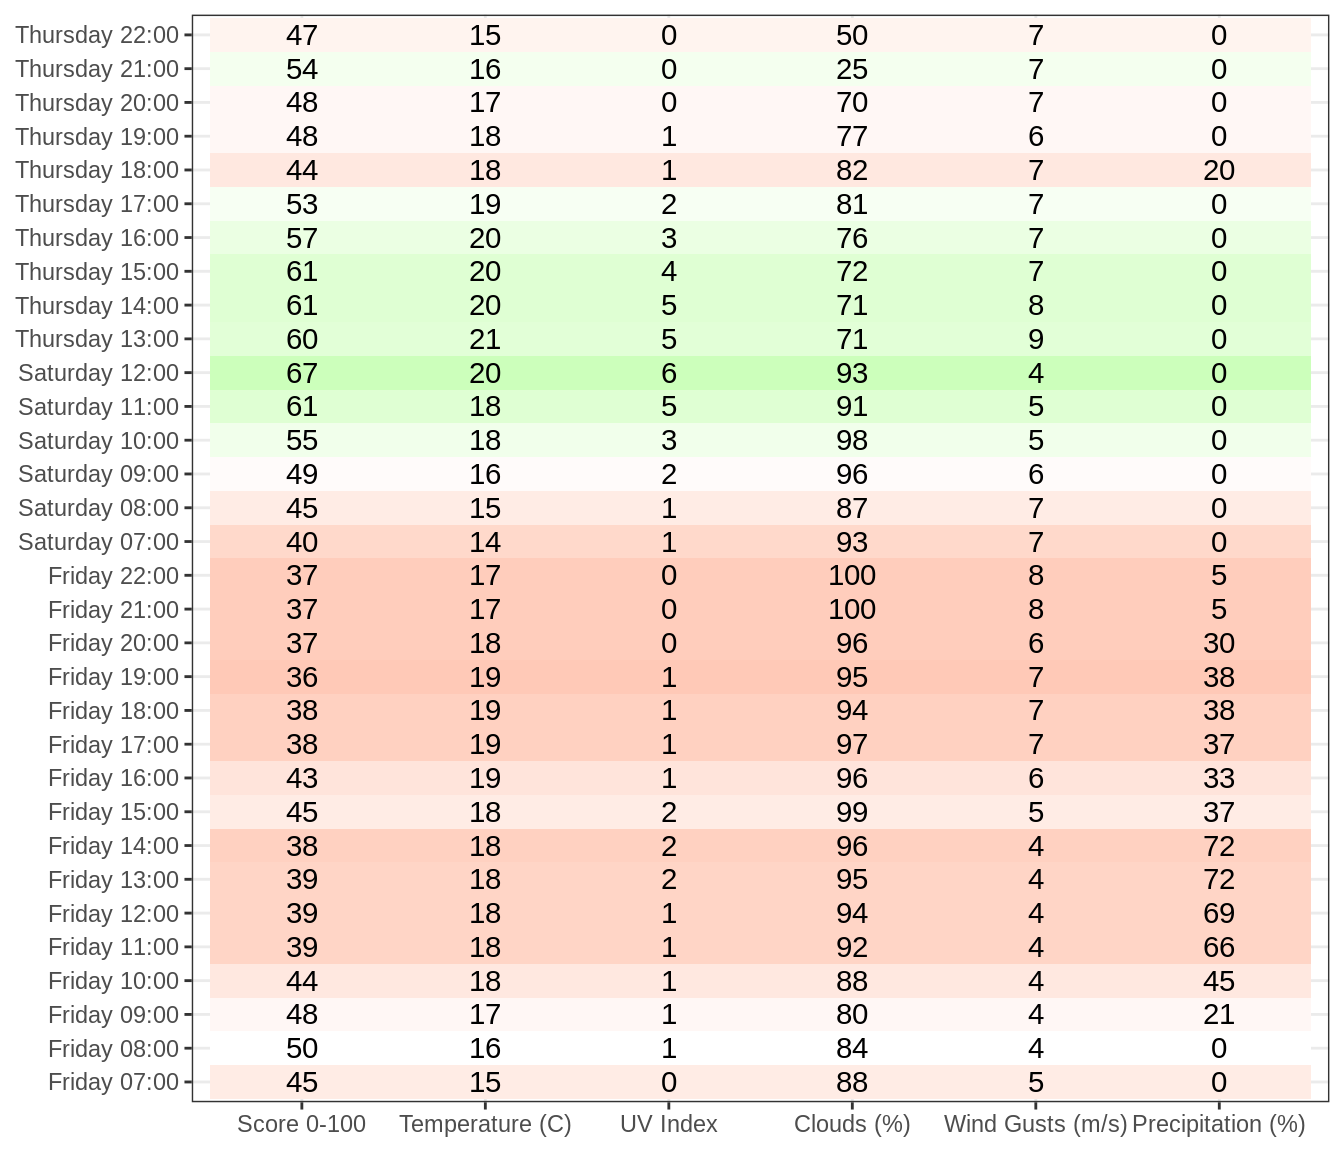 Thursday 22:00 47 15 0 50 7 0
Thursday 21:00 54 16 0 25 7 0
Thursday 20:00 48 17 0 70 7 0
Thursday 19:00 48 18 1 77 6 0
Thursday 18:00 44 18 1 82 7 20
Thursday 17:00 53 19 2 81 7 0
Thursday 16:00 57 20 3 76 7 0
Thursday 15:00 61 20 4 72 7 0
Thursday 14:00 61 20 5 71 8 0
Thursday 13:00 60 21 5 71 9 0
Saturday 12:00 67 20 6 93 4 0
Saturday 11:00 61 18 5 91 5 0
Saturday 10:00 55 18 3 98 5 0
Saturday 09:00 49 16 2 96 6 0
Saturday 08:00 45 15 1 87 7 0
Saturday 07:00 40 14 1 93 7 0
Friday 22:00 37 17 0 100 8 5
Friday 21:00 37 17 0 100 8 5
Friday 20:00 37 18 0 96 6 30
Friday 19:00 36 19 1 95 7 38
Friday 18:00 38 19 1 94 7 38
Friday 17:00 38 19 1 97 7 37
Friday 16:00 43 19 1 96 6 33
Friday 15:00 45 18 2 99 5 37
Friday 14:00 38 18 2 96 4 72
Friday 13:00 39 18 2 95 4 72
Friday 12:00 39 18 1 94 4 69
Friday 11:00 39 18 1 92 4 66
Friday 10:00 44 18 1 88 4 45
Friday 09:00 48 17 1 80 4 21
Friday 08:00 50 16 1 84 4 0
Friday 07:00 45 15 0 88 5 0
Score 0-100 Temperature (C) UV Index Clouds (%) Wind Gusts (m/s) Precipitation (%)